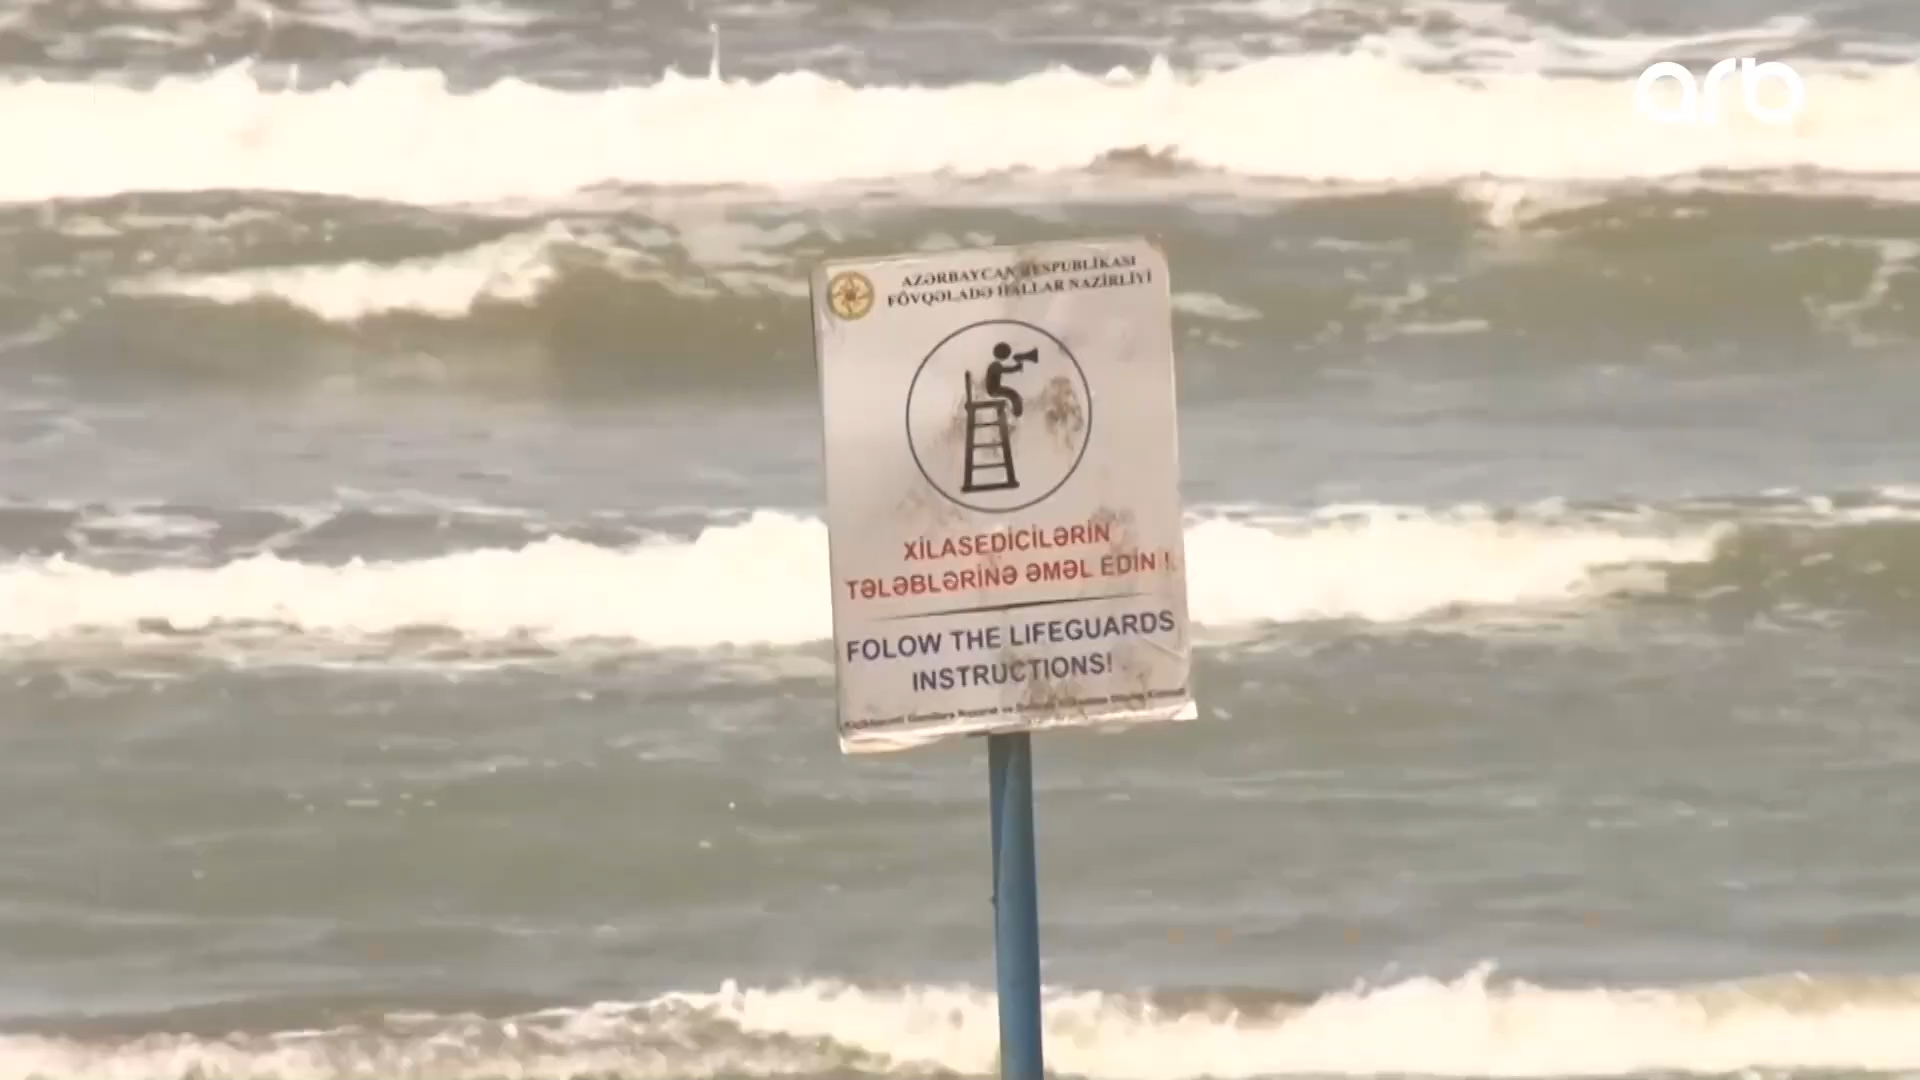 arb
AZƏRBAYCAN RESPUBLİKASI
FÖVQƏLADƏ HALLAR NAZİRLİYİ
XİLASEDİCİLƏRİN
TƏLƏBLƏRİNƏ ƏMƏL EDİN !
FOLOW THE LIFEGUARDS
INSTRUCTIONS!